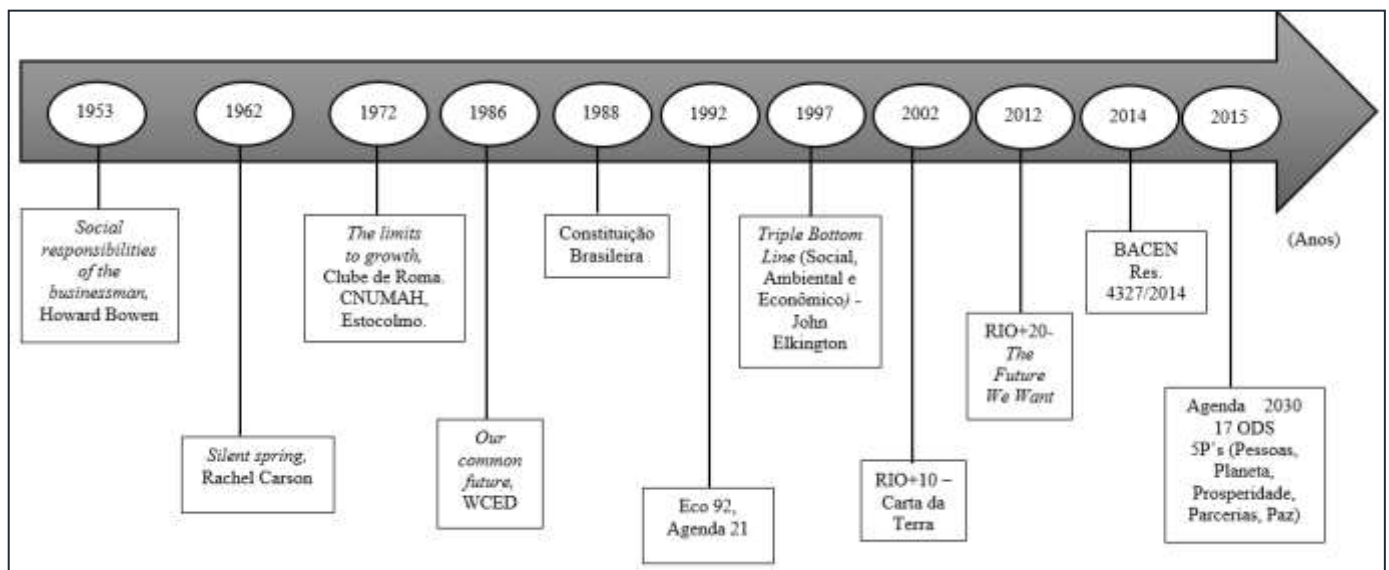 1953
1962
1972
1986
1988
1992
1997
2002
2012
2014
2015
(Anos)
Social
responsibilities
of the
businessman,
Howard Bowen
Silent spring,
Rachel Carson
The limits
to growth,
Clube de Roma.
CNUMAH,
Estocolmo.
Our
common
future,
WCED
Constituição
Brasileira
Eco 92,
Agenda 21
Triple Bottom
Line (Social,
Ambiental e
Econômico) -
John
Elkington
RIO+10 –
Carta da
Terra
RIO+20-
The
Future
We Want
BACEN
Res.
4327/2014
Agenda 2030
17 ODS
5P's (Pessoas,
Planeta,
Prosperidade,
Parcerias, Paz)